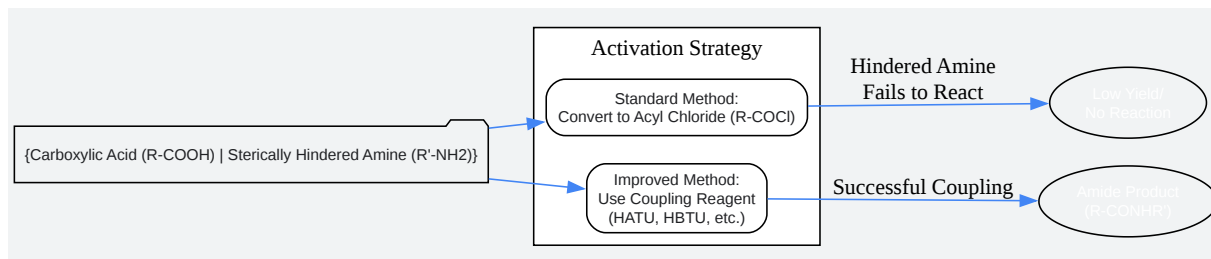 Activation Strategy
Standard Method:
Convert to Acyl Chloride (R-COCl)
Hindered Amine
Fails to React
Low Yield/
No Reaction
{Carboxylic Acid (R-COOH) | Sterically Hindered Amine (R'-NH2)}
Improved Method:
Use Coupling Reagent
(HATU, HBTU, etc.)
Successful Coupling
Amide Product
(R-CONHR')